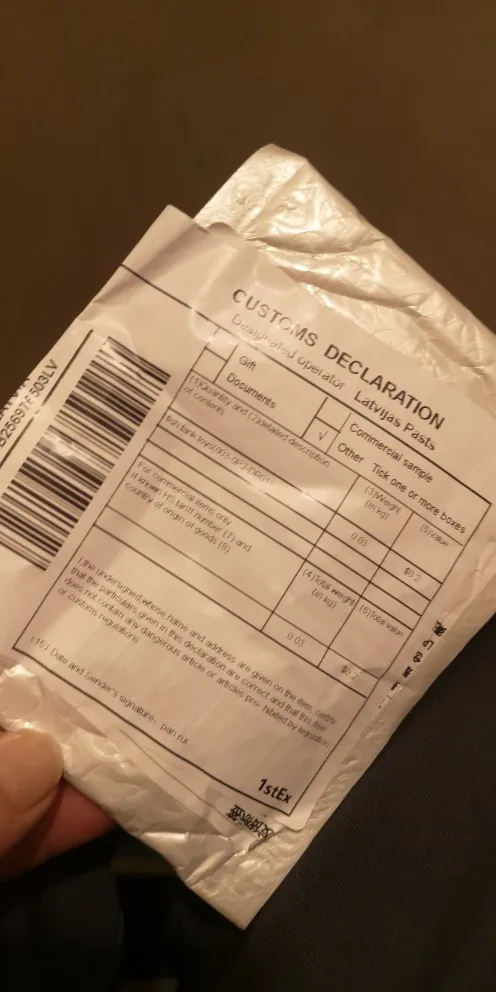 CUSTOMS DECLARATION
Designated operator Latvijas Pasts
Gift
Commercial sample
Documents
√
Other Tick one or more boxes
(1)Quantity and (2)detailed description
of contents
(3)Weight
(in kg)
(5)Value
fish tank toys
0.03
$0.2
For commercial items only
If known HS tariff number (7) and
country of origin of goods (8)
(4)Total weight
(in kg)
(6)Total value
0.03
$0.2
I,the undersigned,whose name and address are given on the item, certify
that the particulars given in this declaration are correct and that this item
does not contain any dangerous article or articles pro- hibited by legislation
or customs regulations
Date and Sender's signature: pan rui
1stEx